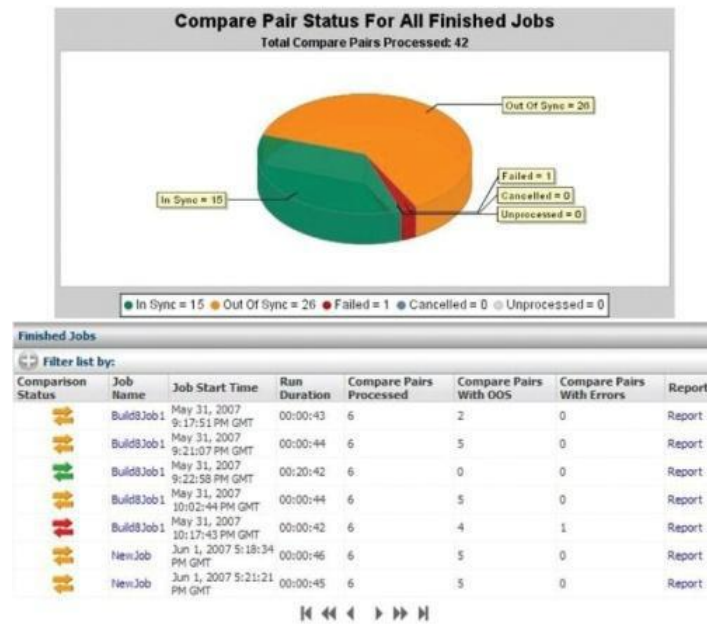 Compare Pair Status For All Finished Jobs
Total Compare Pairs Processed: 42
Out Of Sync = 26
Failed = 1
Cancelled = 0
Unprocessed = 0
In Sync = 15
In Sync = 15 Out Of Sync = 26 Failed = 1 Cancelled = 0 Unprocessed = 0
Finished Jobs
Filter list by:
Comparison Status Job Name Job Start Time Run Duration Compare Pairs Processed Compare Pairs With OOS Compare Pairs With Errors Report
Build8Job1 May 31, 2007 9:17:51 PM GMT 00:00:43 6 2 0 Report
Build8Job1 May 31, 2007 9:21:07 PM GMT 00:00:44 6 5 0 Report
Build8Job1 May 31, 2007 9:22:58 PM GMT 00:20:42 6 0 0 Report
Build8Job1 May 31, 2007 10:02:44 PM GMT 00:00:44 6 5 0 Report
Build8Job1 May 31, 2007 10:17:43 PM GMT 00:00:42 6 4 1 Report
NewJob Jun 1, 2007 5:18:34 PM GMT 00:00:46 6 5 0 Report
NewJob Jun 1, 2007 5:21:21 PM GMT 00:00:45 6 5 0 Report